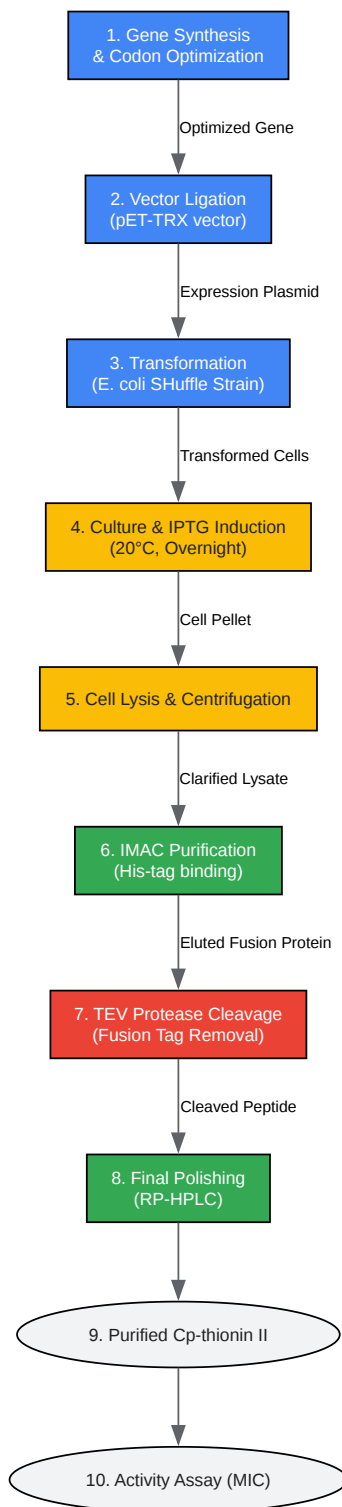 1. Gene Synthesis
& Codon Optimization
Optimized Gene
2. Vector Ligation
(pET-TRX vector)
Expression Plasmid
3. Transformation
(E. coli SHuffle Strain)
Transformed Cells
4. Culture & IPTG Induction
(20°C, Overnight)
Cell Pellet
5. Cell Lysis & Centrifugation
Clarified Lysate
6. IMAC Purification
(His-tag binding)
Eluted Fusion Protein
7. TEV Protease Cleavage
(Fusion Tag Removal)
Cleaved Peptide
8. Final Polishing
(RP-HPLC)
9. Purified Cp-thionin II
10. Activity Assay (MIC)